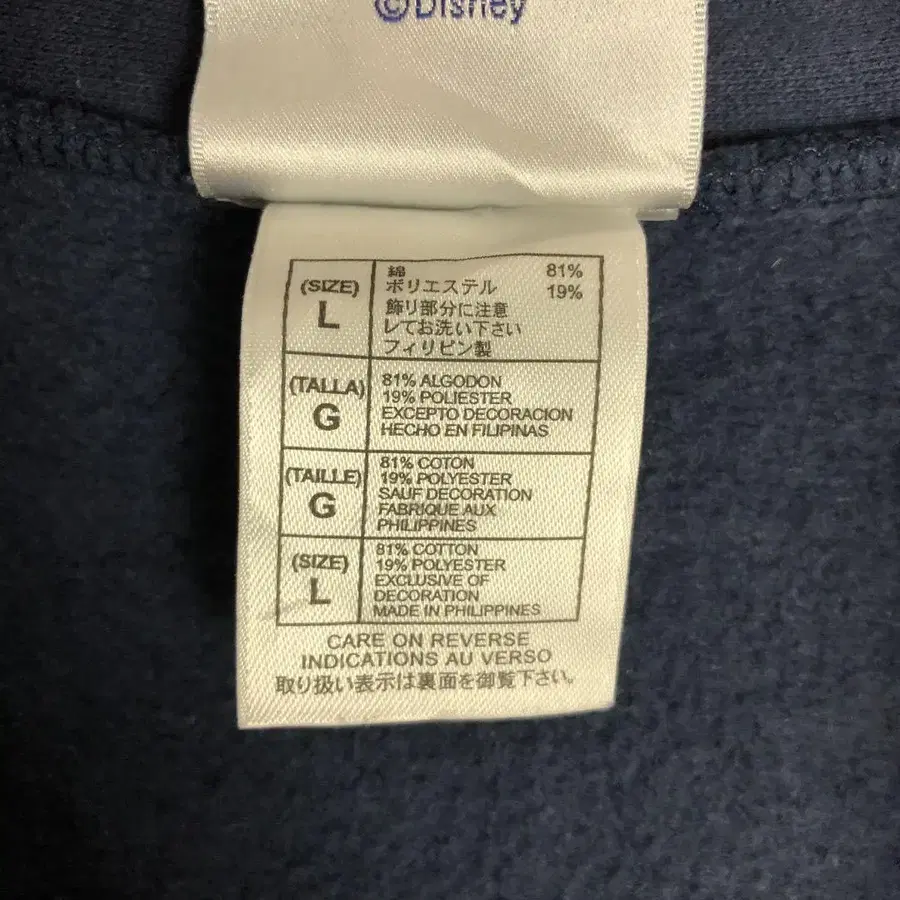 ©Disney
(SIZE)
L
綿 81%
ポリエステル 19%
飾り部分に注意
レてお洗い下さい
フィリピン製
(TALLA)
G
81% ALGODON
19% POLIESTER
EXCEPTO DECORACION
HECHO EN FILIPINAS
(TAILLE)
G
81% COTON
19% POLYESTER
SAUF DECORATION
FABRIQUE AUX
PHILIPPINES
(SIZE)
L
81% COTTON
19% POLYESTER
EXCLUSIVE OF
DECORATION
MADE IN PHILIPPINES
CARE ON REVERSE
INDICATIONS AU VERSO
取り扱い表示は裏面を御覧下さい。